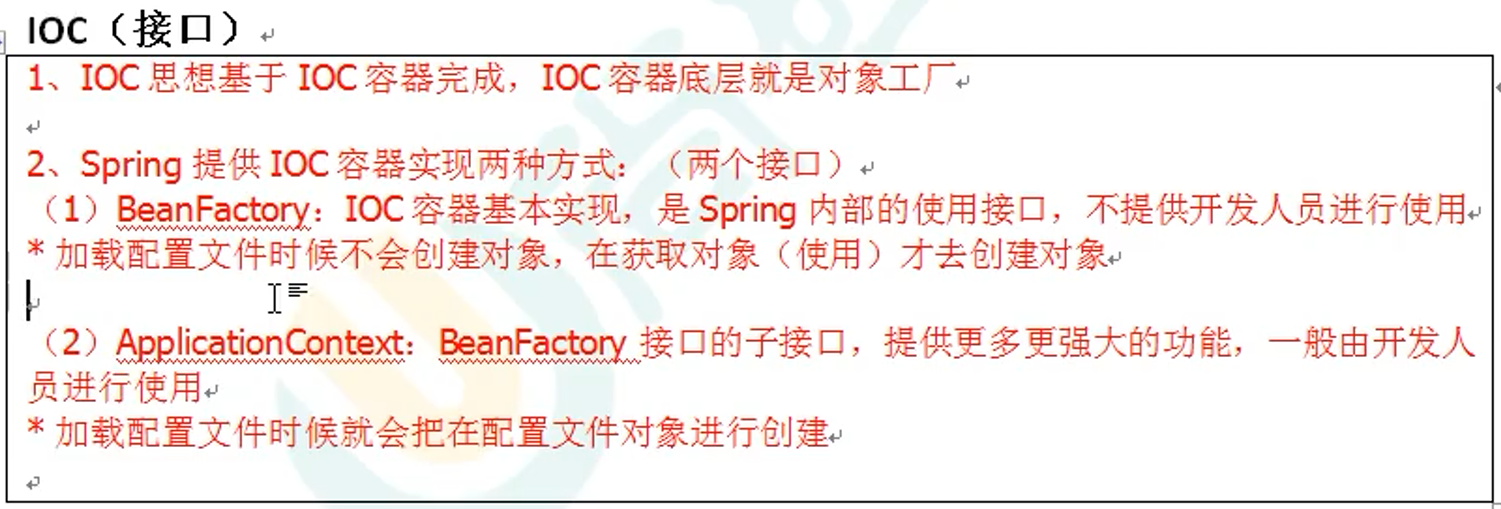 IOC（接口）
1、IOC 思想基于 IOC 容器完成，IOC 容器底层就是对象工厂
2、Spring 提供 IOC 容器实现两种方式：（两个接口）
（1）BeanFactory：IOC 容器基本实现，是 Spring 内部的使用接口，不提供开发人员进行使用
* 加载配置文件时候不会创建对象，在获取对象（使用）才去创建对象
（2）ApplicationContext：BeanFactory 接口的子接口，提供更多更强大的功能，一般由开发人
员进行使用
* 加载配置文件时候就会把在配置文件对象进行创建